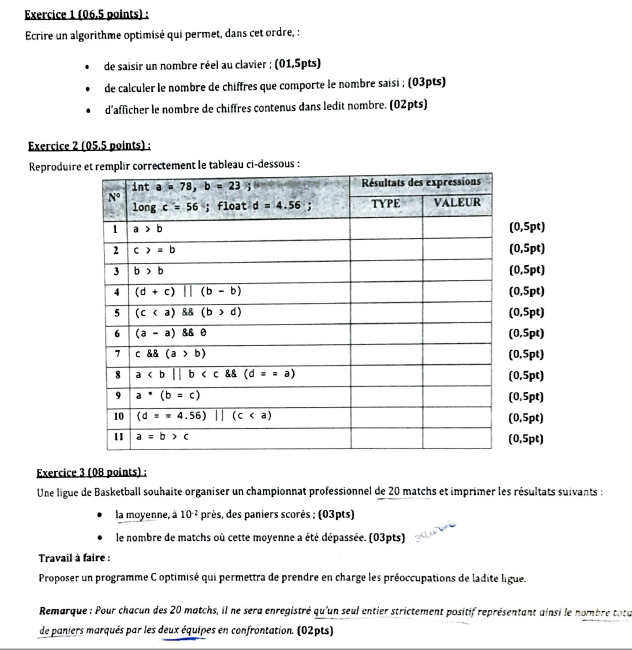 Exercice 1 (06.5 points) :
Ecrire un algorithme optimisé qui permet, dans cet ordre, :
• de saisir un nombre réel au clavier ; (01,5pts)
• de calculer le nombre de chiffres que comporte le nombre saisi ; (03pts)
• d'afficher le nombre de chiffres contenus dans ledit nombre. (02pts)
Exercice 2 (05.5 points) :
Reproduire et remplir correctement le tableau ci-dessous :
N° int a = 78, b = 23 ; Résultats des expressions
long c = 56 ; float d = 4.56 ; TYPE VALEUR
1 a > b (0,5pt)
2 c > = b (0,5pt)
3 b > b (0,5pt)
4 (d + c) || (b - b) (0,5pt)
5 (c < a) && (b > d) (0,5pt)
6 (a - a) && (0,5pt)
7 c && (a > b) (0,5pt)
8 a < b || b < c && (d = = a) (0,5pt)
9 a * (b = c) (0,5pt)
10 (d = = 4.56) || (c < a) (0,5pt)
11 a = b > c (0,5pt)
Exercice 3 (08 points) :
Une ligue de Basketball souhaite organiser un championnat professionnel de 20 matchs et imprimer les résultats suivants :
• la moyenne, à 10⁻² près, des paniers scorés ; (03pts)
• le nombre de matchs où cette moyenne a été dépassée. (03pts)
Travail à faire :
Proposer un programme C optimisé qui permettra de prendre en charge les préoccupations de ladite ligue.
Remarque : Pour chacun des 20 matchs, il ne sera enregistré qu'un seul entier strictement positif représentant ainsi le nombre tota
de paniers marqués par les deux équipes en confrontation. (02pts)